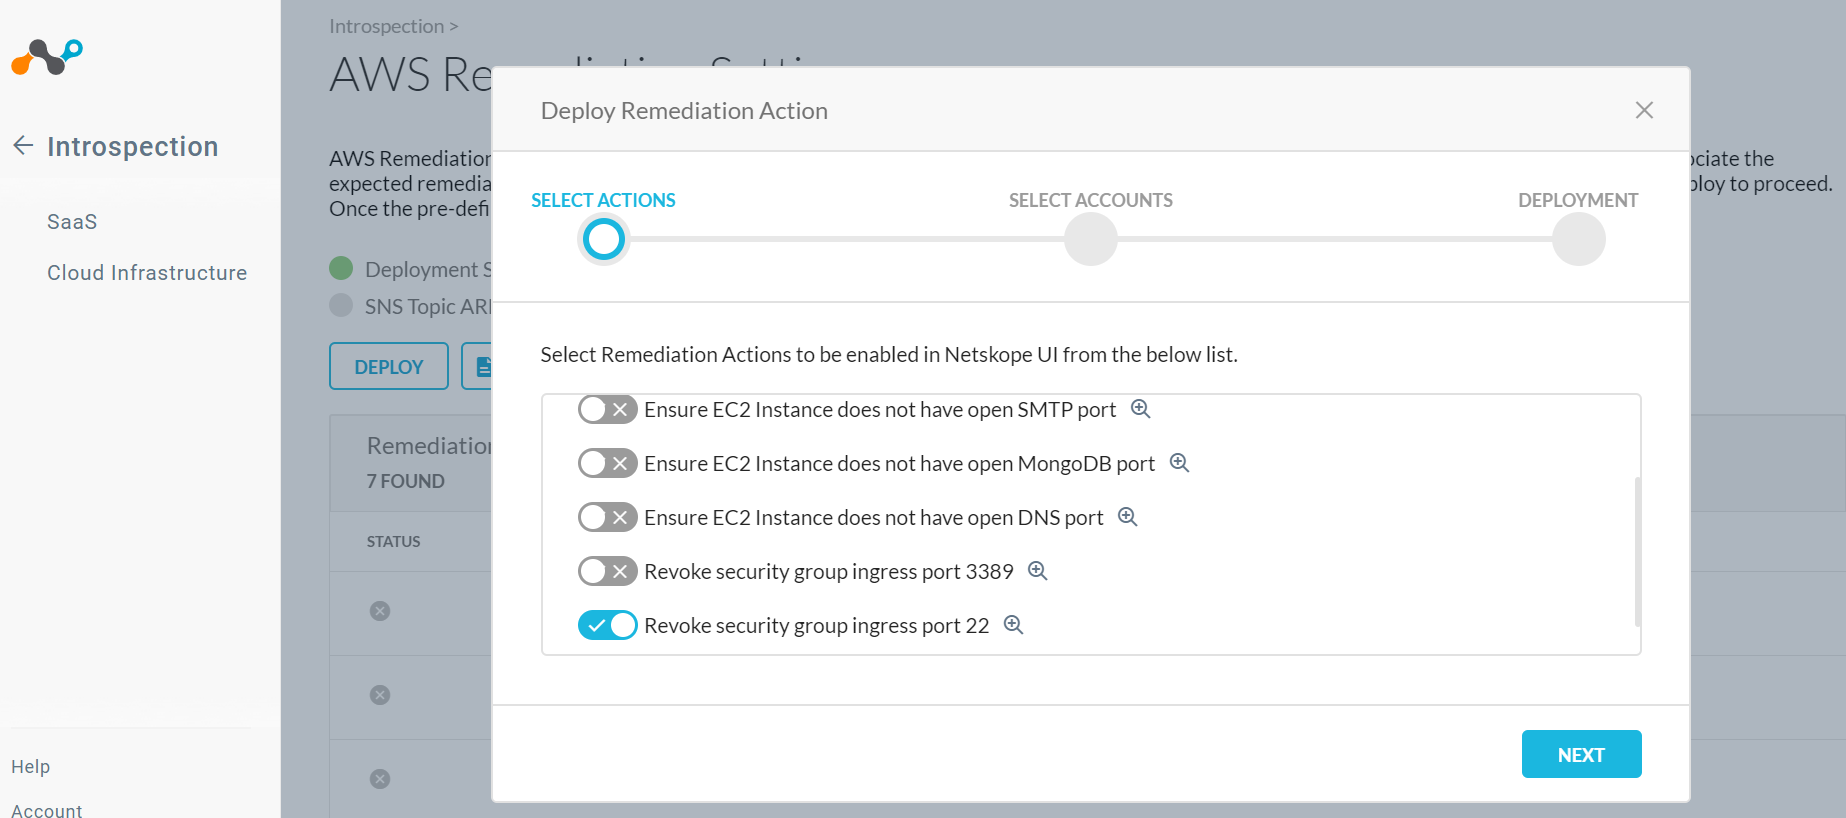 Introspection
SaaS
Cloud Infrastructure
Help
Account
Introspection >
AWS
AWS Remediation
expected
Once the pre-defi
ciate the
ploy to proceed.
Deployment S
SNS Topic
DEPLOY
Remediation
7 FOUND
STATUS
Deploy Remediation Action
SELECT ACTIONS
SELECT ACCOUNTS
DEPLOYMENT
Select Remediation Actions to be enabled in Netskope UI from the below list.
Ensure EC2 Instance does not have open SMTP port
Ensure EC2 Instance does not have open MongoDB port
Ensure EC2 Instance does not have open DNS port
Revoke security group ingress port 3389
Revoke security group ingress port 22
NEXT